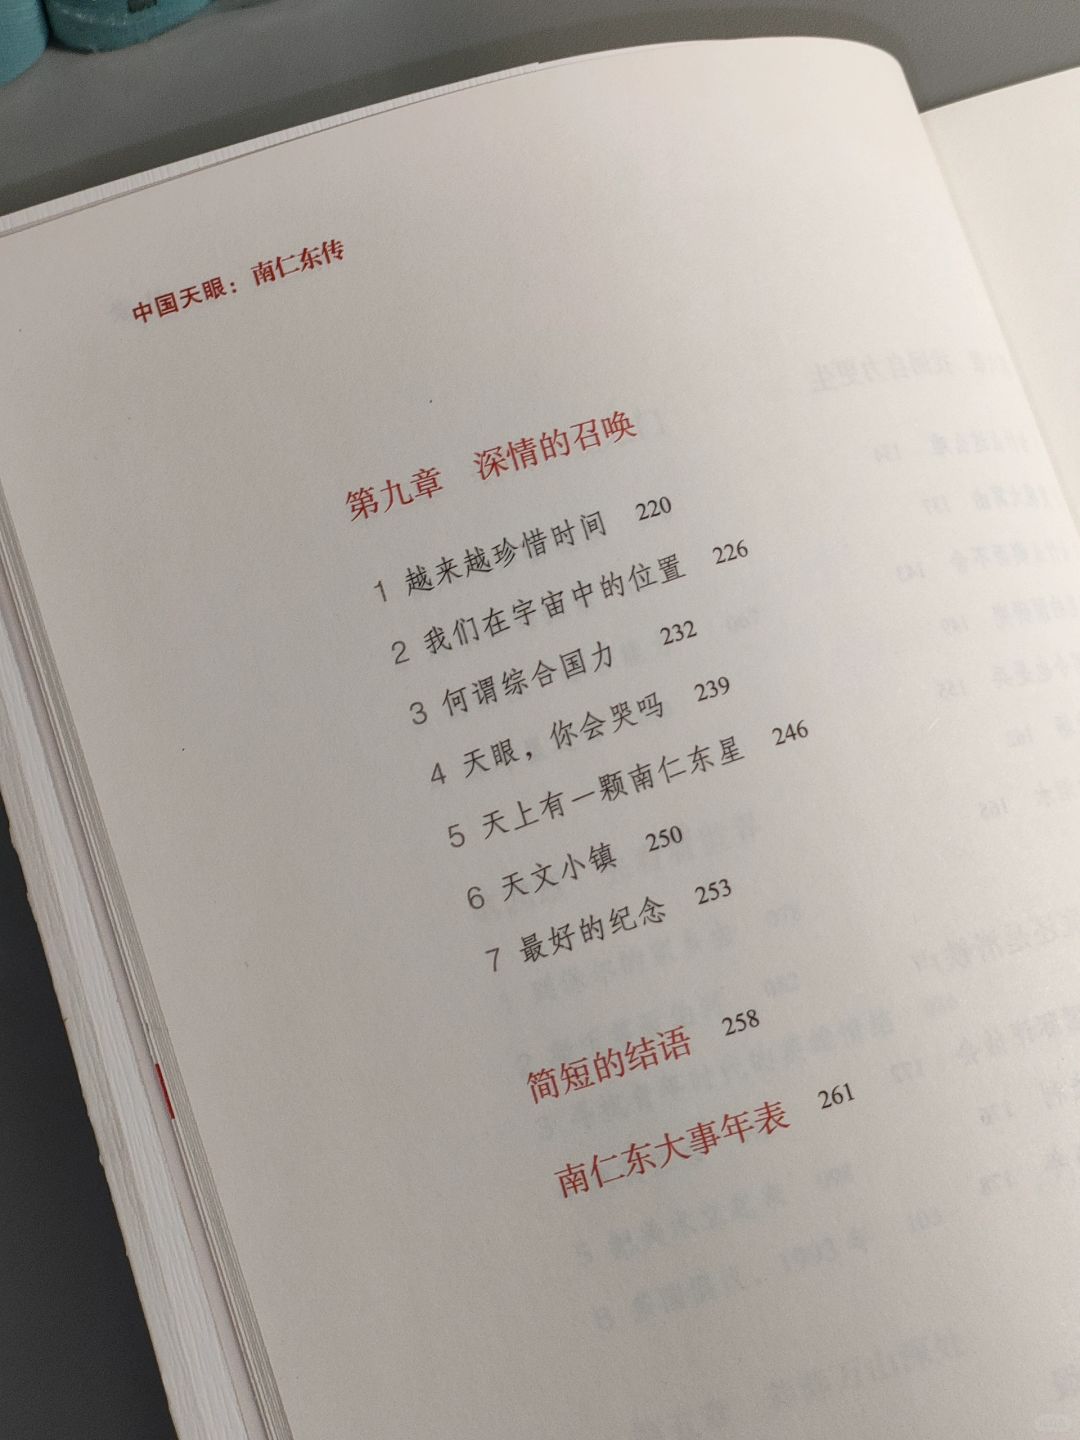 中国天眼：南仁东传
第九章 深情的召唤
1 越来越珍惜时间 220
2 我们在宇宙中的位置 226
3 何谓综合国力 232
4 天眼，你会哭吗 239
5 天上有一颗南仁东星 246
6 天文小镇 250
7 最好的纪念 253
简短的结语 258
南仁东大事年表 261